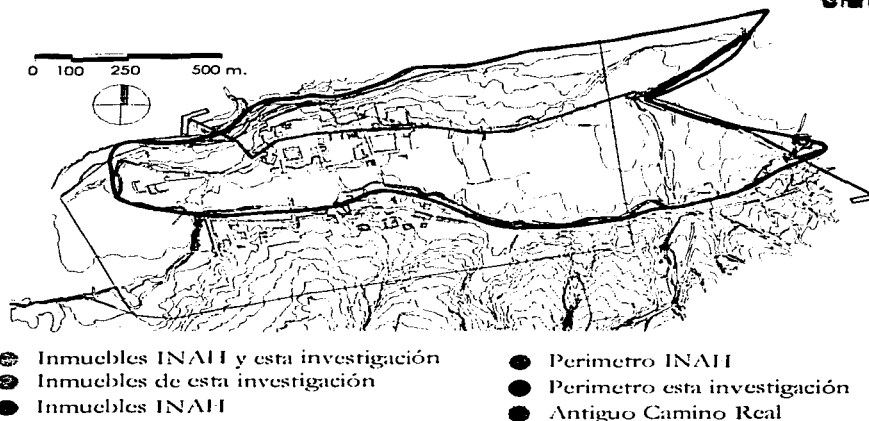 0 100 250 500 m.
Inmuebles INAH y esta investigación
Inmuebles de esta investigación
Inmuebles INAH
Perimetro INAH
Perimetro esta investigación
Antiguo Camino Real